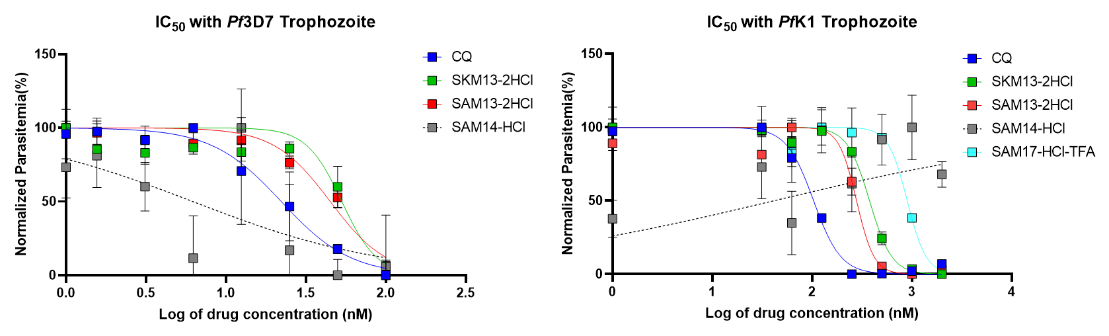 IC50 with Pf3D7 Trophozoite
Normalized Parasitemia(%)
150
100
50
0
0.0 0.5 1.0 1.5 2.0 2.5
Log of drug concentration (nM)
CQ
SKM13-2HCl
SAM13-2HCl
SAM14-HCl
IC50 with PfK1 Trophozoite
Normalized Parasitemia(%)
150
100
50
0
0 1 2 3 4
Log of drug concentration (nM)
CQ
SKM13-2HCl
SAM13-2HCl
SAM14-HCl
SAM17-HCl-TFA